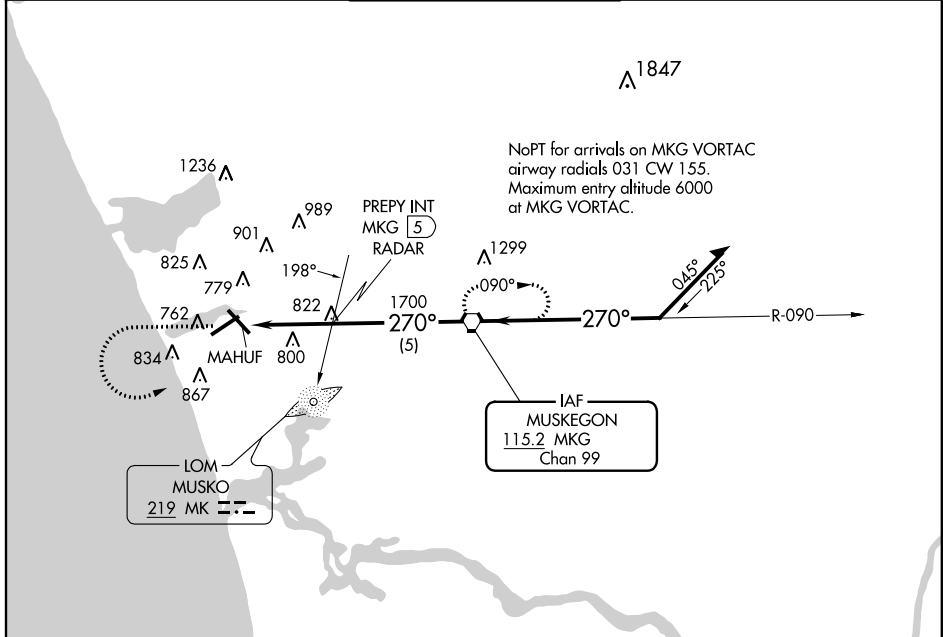 1847
NoPT for arrivals on MKG VORTAC
airway radials 031 CW 155.
Maximum entry altitude 6000
at MKG VORTAC.
1236
989
PREPY INT
MKG 5
RADAR
901
825
779
198°
1299
090°
045°
225°
762
822
1700
270°
(5)
270°
R-090
834
MAHUF
800
867
IAF
MUSKEGON
115.2 MKG
Chan 99
LOM
MUSKO
219 MK